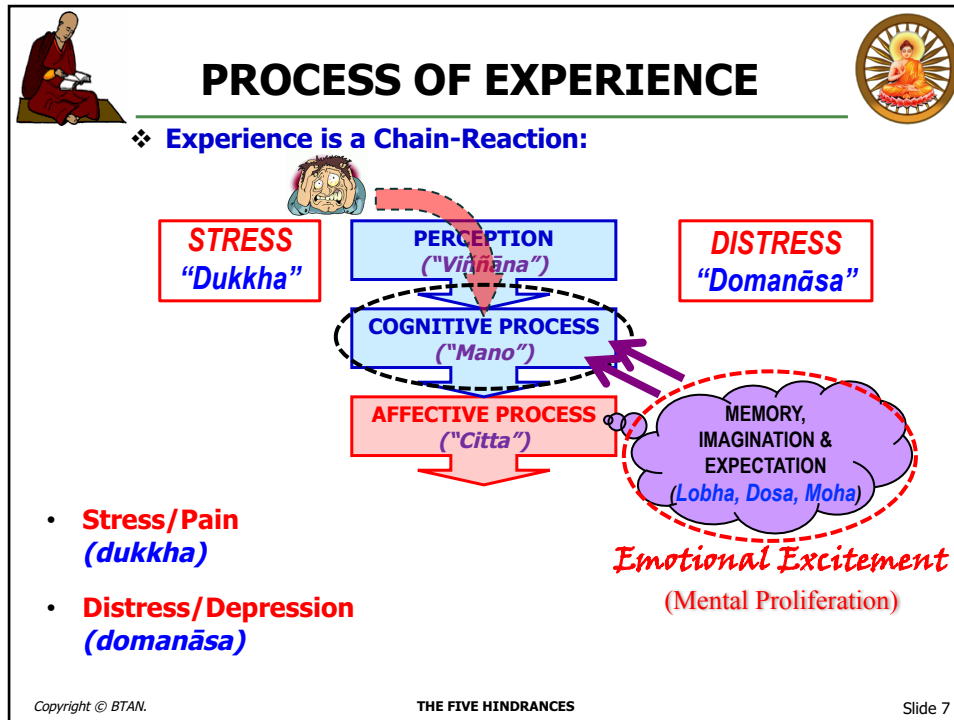 PROCESS OF EXPERIENCE
❖ Experience is a Chain-Reaction:
STRESS
“Dukkha”
PERCEPTION
(“Viññāna”)
DISTRESS
“Domanāsa”
COGNITIVE PROCESS
(“Mano”)
AFFECTIVE PROCESS
(“Citta”)
MEMORY,
IMAGINATION &
EXPECTATION
(Lobha, Dosa, Moha)
Emotional Excitement
(Mental Proliferation)
• Stress/Pain
(dukkha)
• Distress/Depression
(domanāsa)
Copyright © BTAN.
THE FIVE HINDRANCES
Slide 7